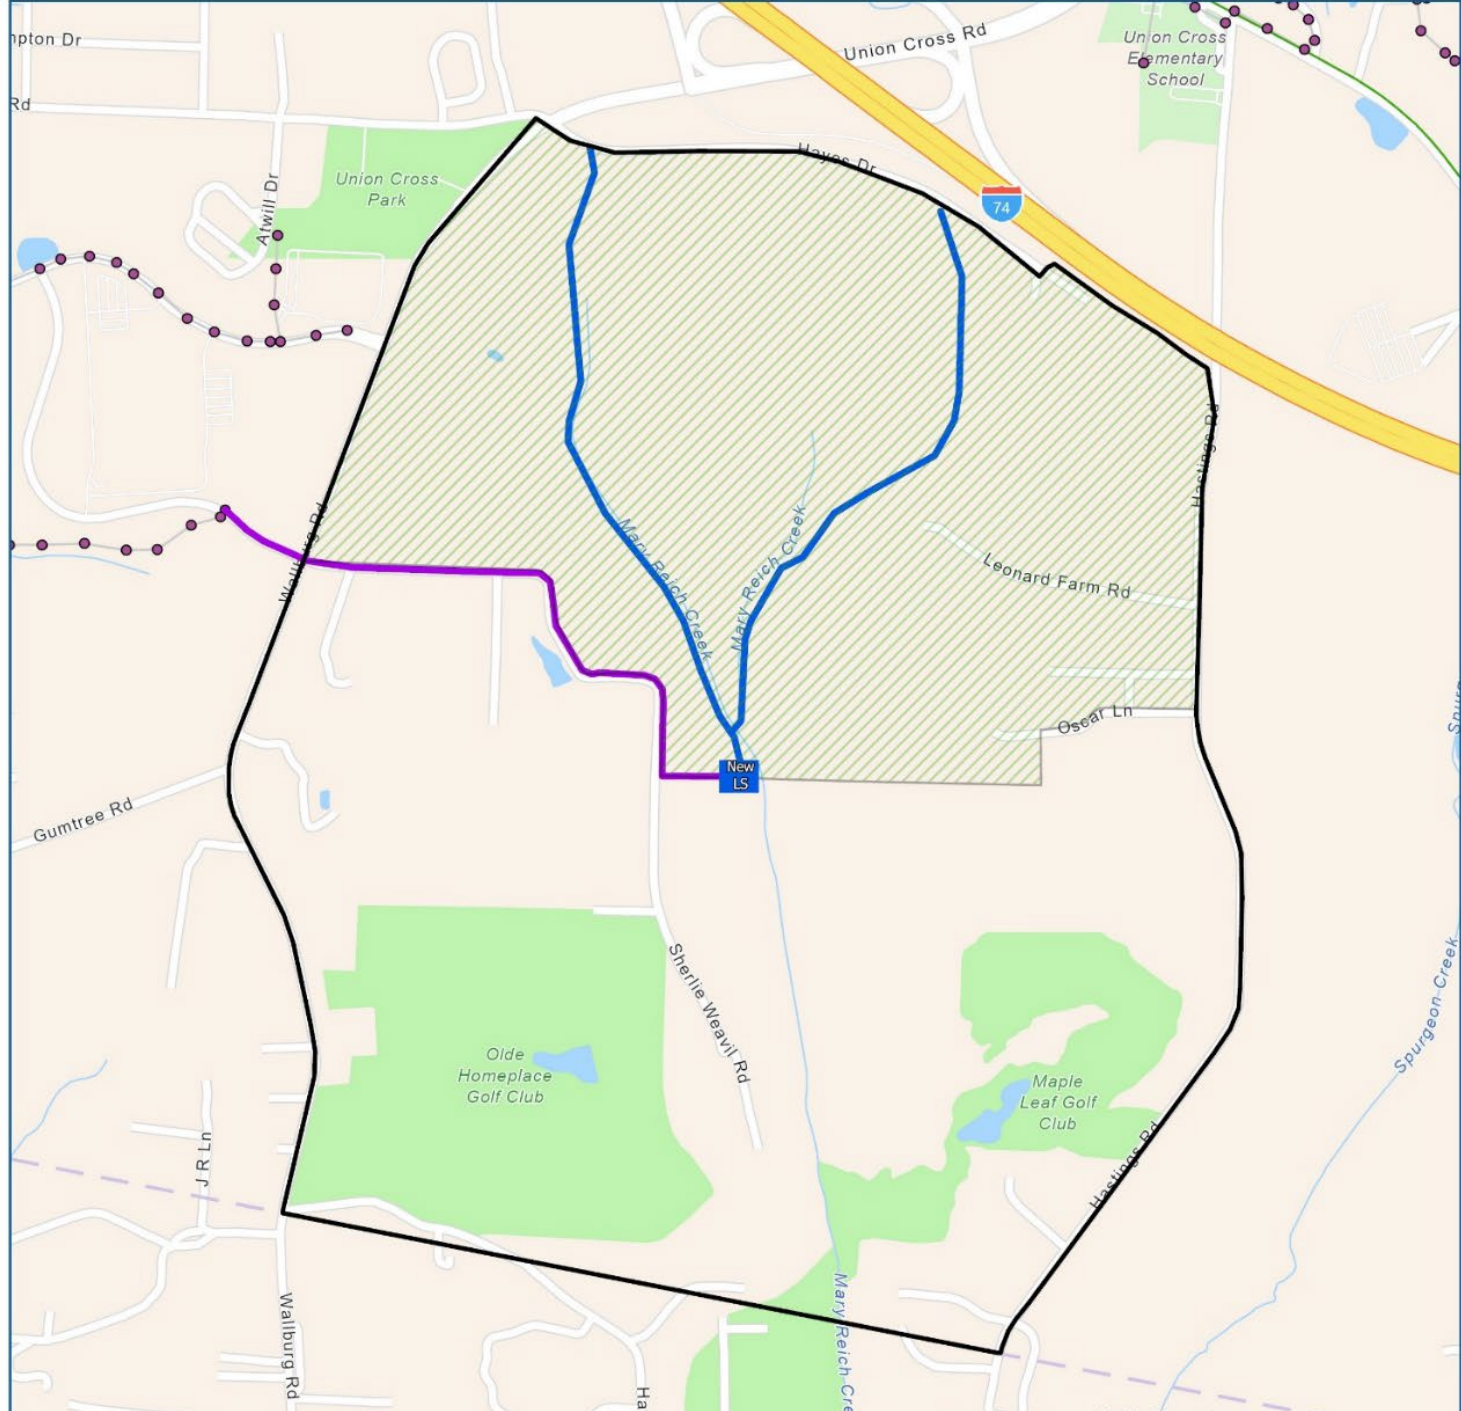 Union Cross Rd
Union Cross
Elementary
School
npton Dr
Rd
Hayes Dr
Union Cross
Park
Atwill Dr
74
Hastings Rd
Wallburg Rd
Mary Reich Creek
Mary Reich Creek
Leonard Farm Rd
Oscar Ln
Spurg
New
LS
Gumtree Rd
Sherlie Weavil Rd
Spurgeon Creek
Olde
Homeplace
Golf Club
Maple
Leaf Golf
Club
Hastings Rd
J R Ln
Mary Reich Cre
Wallburg Rd
Ha